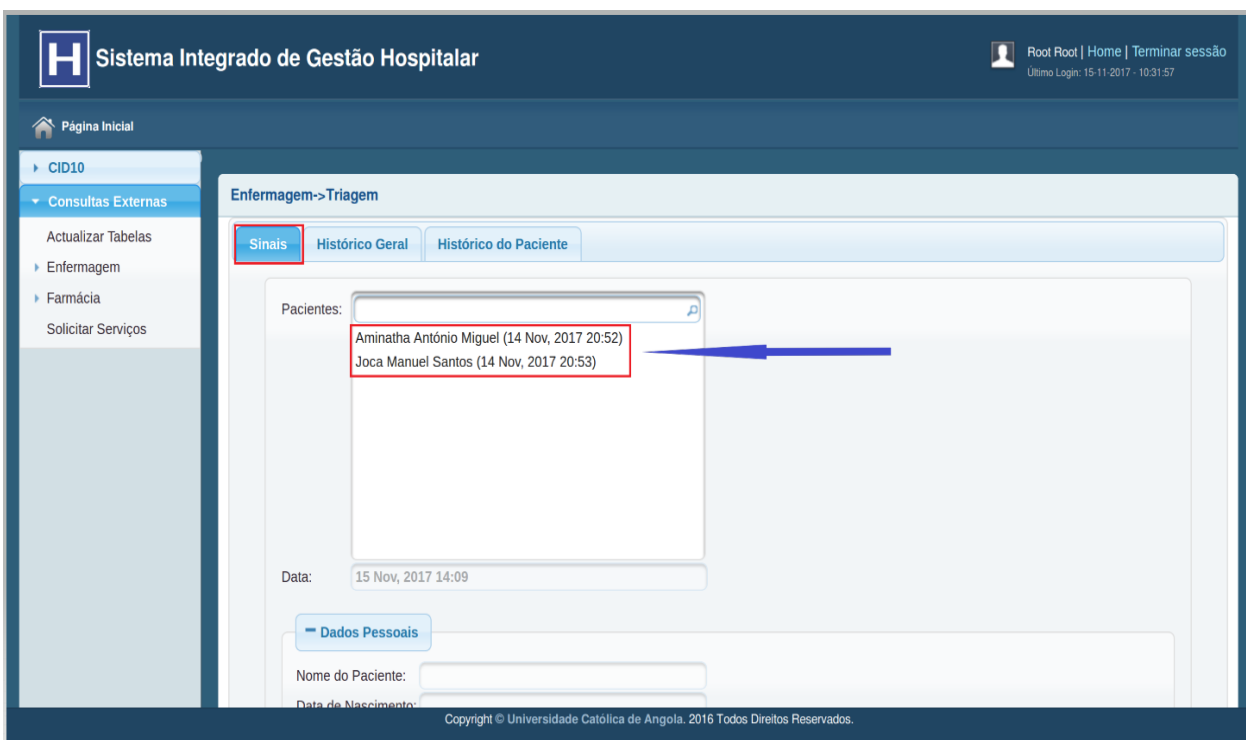 H Sistema Integrado de Gestão Hospitalar
Root Root | Home | Terminar sessão
Último Login: 15-11-2017 - 10:31:57
Página Inicial
CID10
Consultas Externas
Actualizar Tabelas
Enfermagem
Farmácia
Solicitar Serviços
Enfermagem->Triagem
Sinais Histórico Geral Histórico do Paciente
Pacientes:
Aminatha António Miguel (14 Nov, 2017 20:52)
Joca Manuel Santos (14 Nov, 2017 20:53)
Data: 15 Nov, 2017 14:09
Dados Pessoais
Nome do Paciente:
Data de Nascimento:
Copyright © Universidade Católica de Angola. 2016 Todos Direitos Reservados.